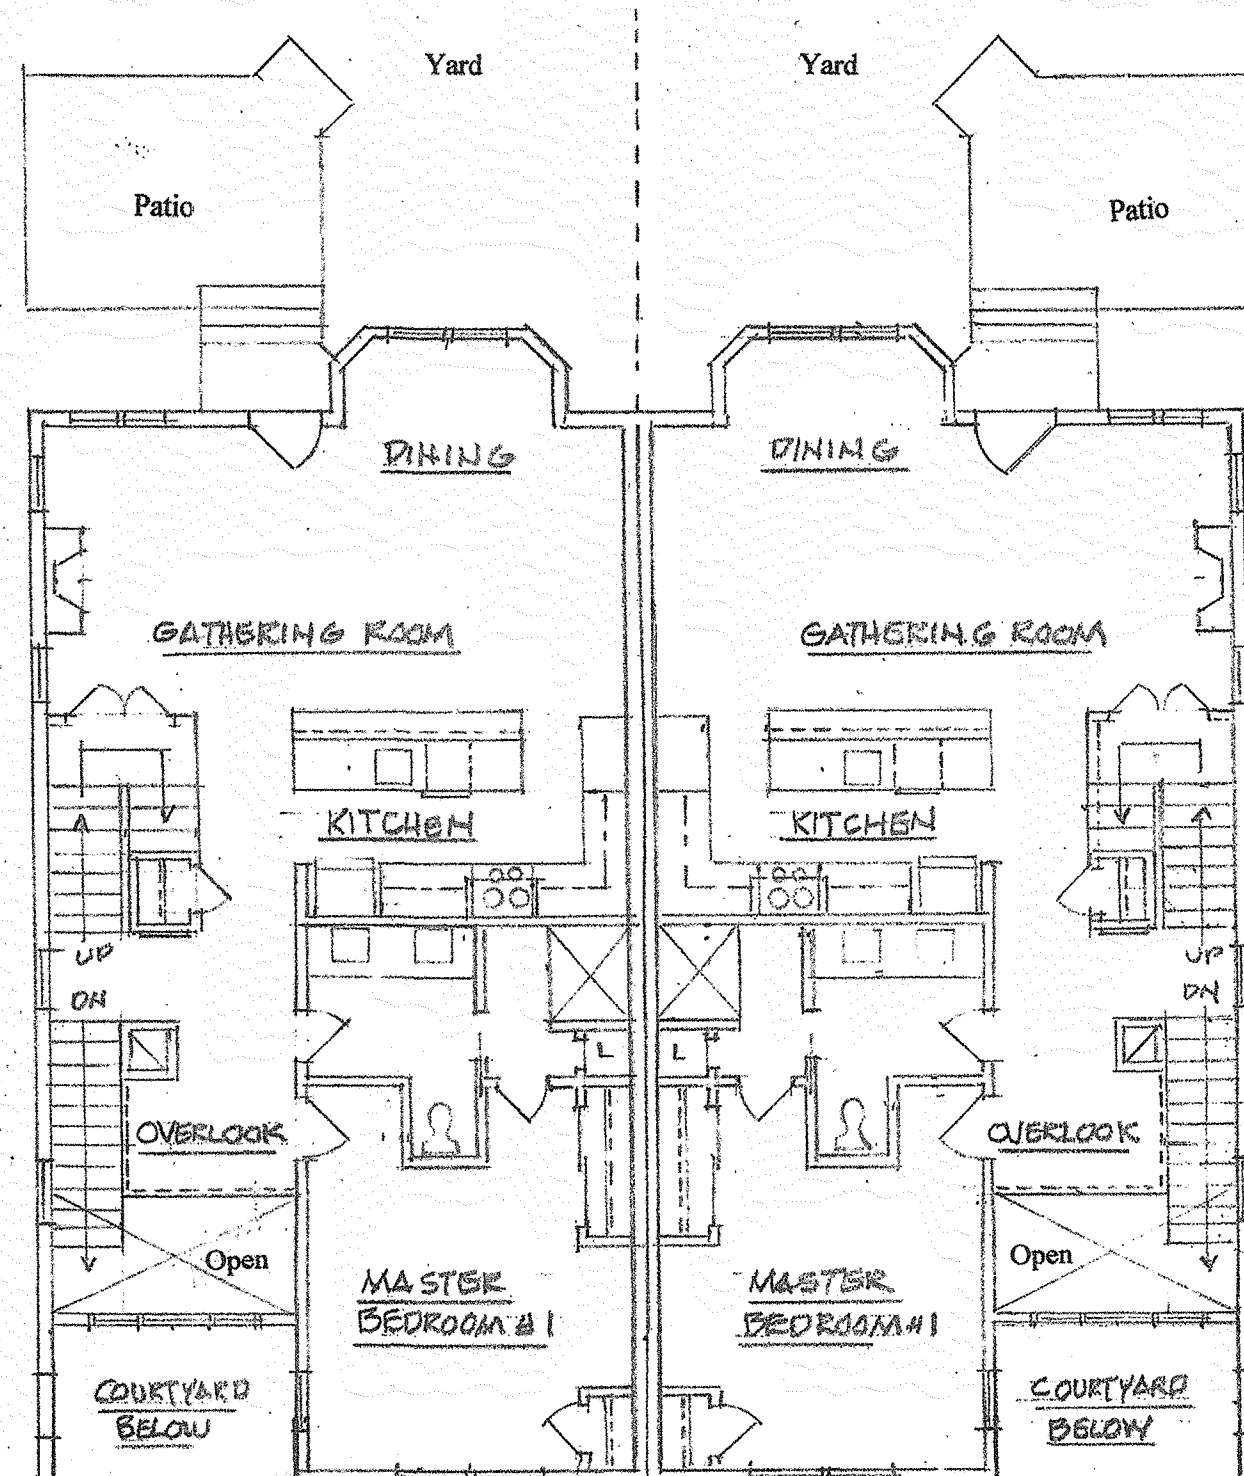 Yard
Yard
Patio
Patio
DINING
DINING
GATHERING ROOM
GATHERING ROOM
KITCHEN
KITCHEN
UP
UP
DN
DN
L
L
OVERLOOK
OVERLOOK
Open
Open
MASTER
BEDROOM #1
MASTER
BEDROOM #1
COURTYARD
BELOW
COURTYARD
BELOW